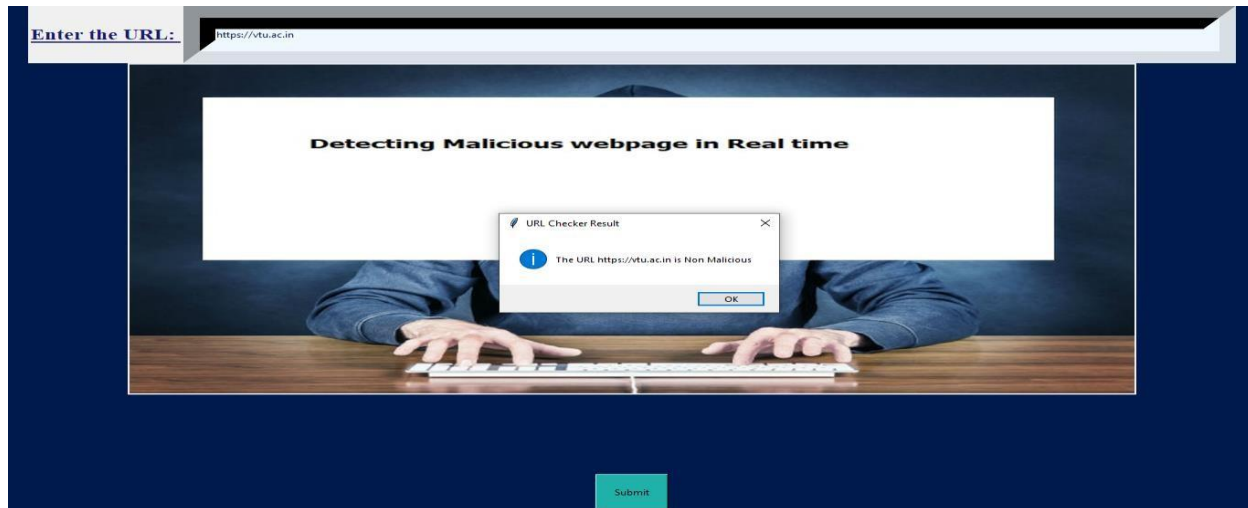 Enter the URL:
https://vtu.ac.in
Detecting Malicious webpage in Real time
URL Checker Result
The URL https://vtu.ac.in is Non Malicious
OK
Submit